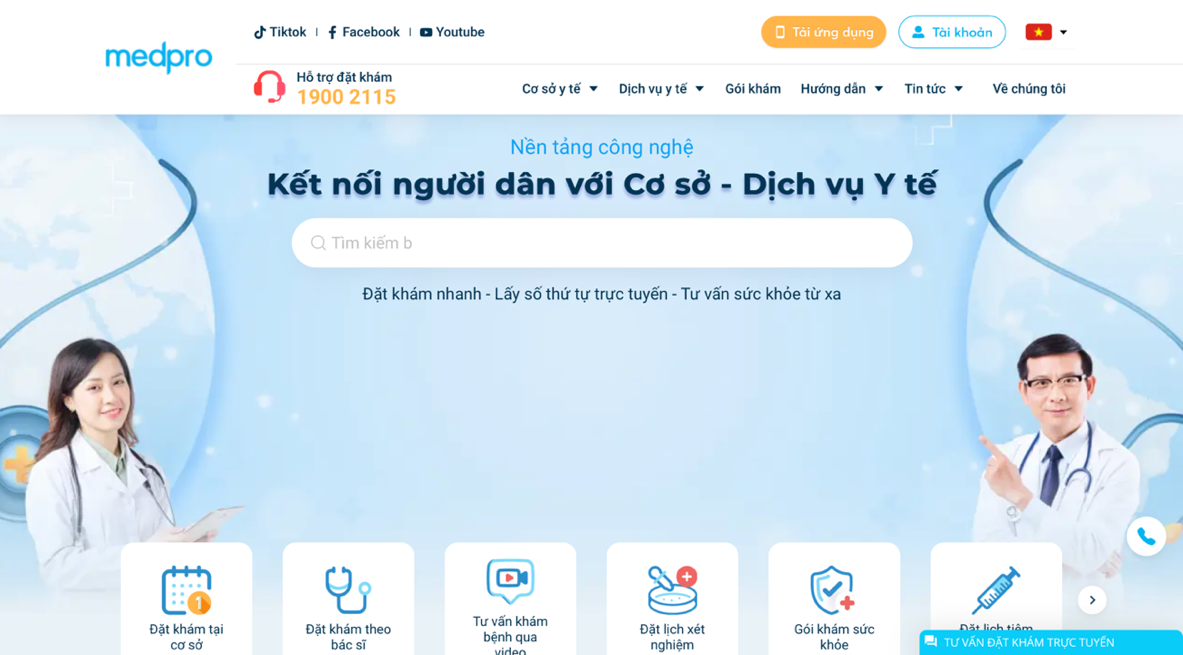 Tiktok | Facebook | Youtube
Tải ứng dụng
Tài khoản
medpro
Hỗ trợ đặt khám
1900 2115
Cơ sở y tế
Dịch vụ y tế
Gói khám
Hướng dẫn
Tin tức
Về chúng tôi
Nền tảng công nghệ
Kết nối người dân với Cơ sở - Dịch vụ Y tế
Tìm kiếm b
Đặt khám nhanh - Lấy số thứ tự trực tuyến - Tư vấn sức khỏe từ xa
1
Đặt khám tại
cơ sở
Đặt khám theo
bác sĩ
Tư vấn khám
bệnh qua
video
Đặt lịch xét
nghiệm
Gói khám sức
khỏe
Đặt lịch tiêm
TƯ VẤN ĐẶT KHÁM TRỰC TUYẾN